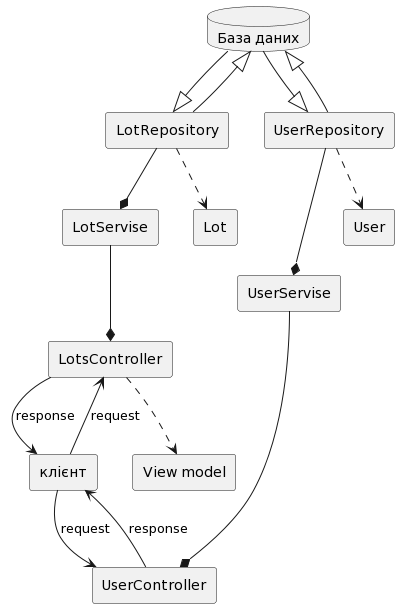 База даних
LotRepository
UserRepository
LotServise
Lot
User
UserServise
LotsController
response
request
клієнт
View model
request
response
UserController